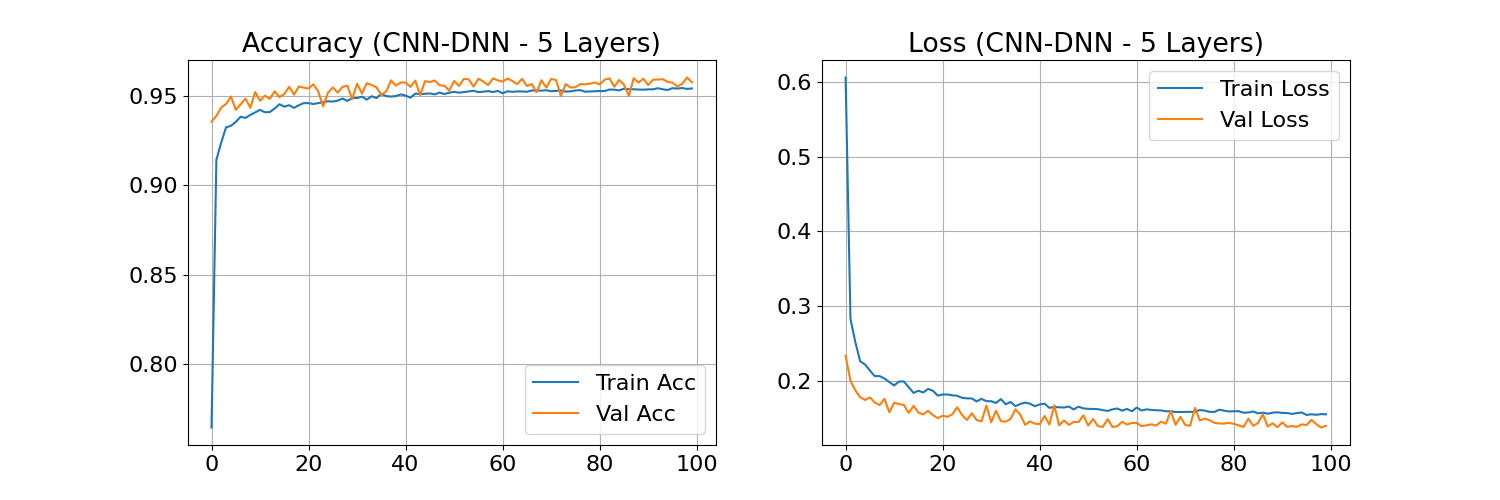 Accuracy (CNN-DNN - 5 Layers)
0.95
0.90
0.85
0.80
Train Acc
Val Acc
0 20 40 60 80 100
Loss (CNN-DNN - 5 Layers)
0.6
0.5
0.4
0.3
0.2
Train Loss
Val Loss
0 20 40 60 80 100